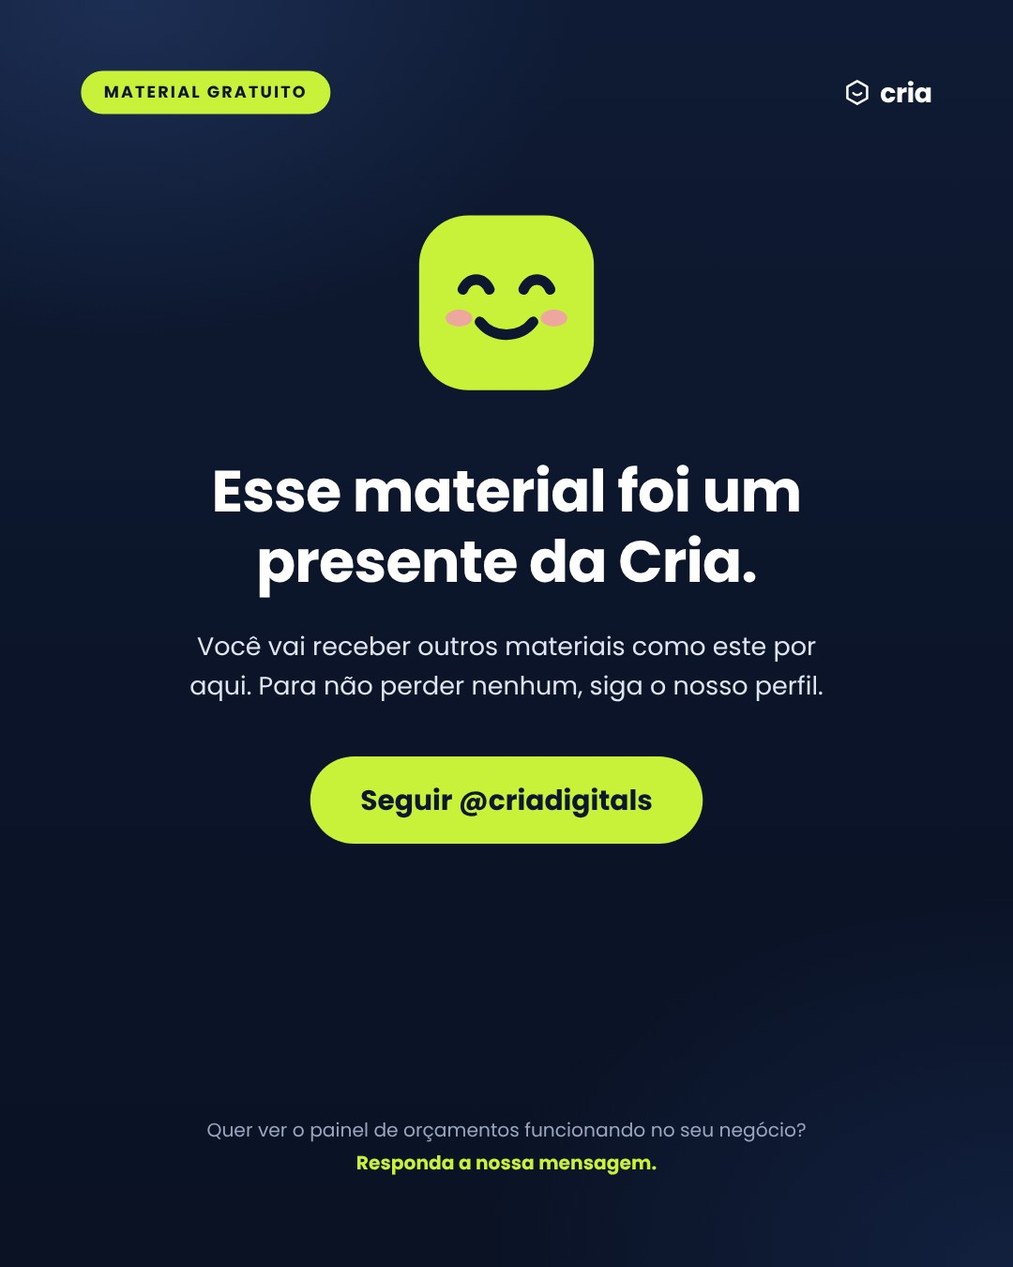 MATERIAL GRATUITO
cria
Esse material foi um
presente da Cria.
Você vai receber outros materiais como este por
aqui. Para não perder nenhum, siga o nosso perfil.
Seguir @criadigitals
Quer ver o painel de orçamentos funcionando no seu negócio?
Responda a nossa mensagem.